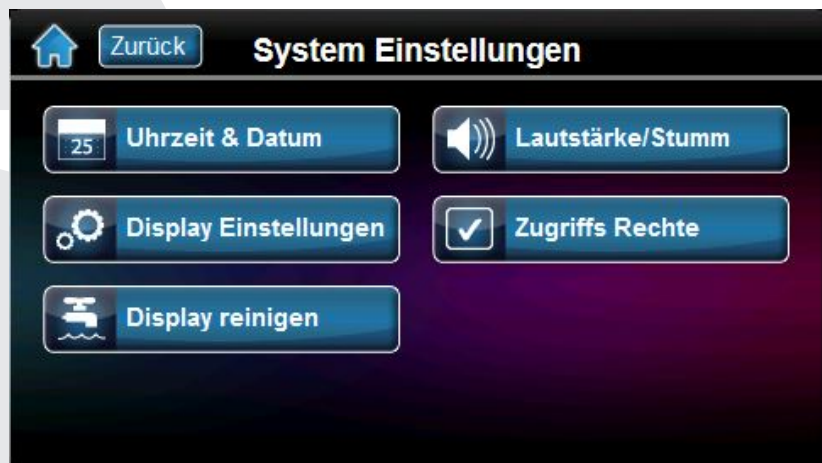 Zurück
System Einstellungen
25
Uhrzeit & Datum
Lautstärke/Stumm
Display Einstellungen
Zugriffs Rechte
Display reinigen